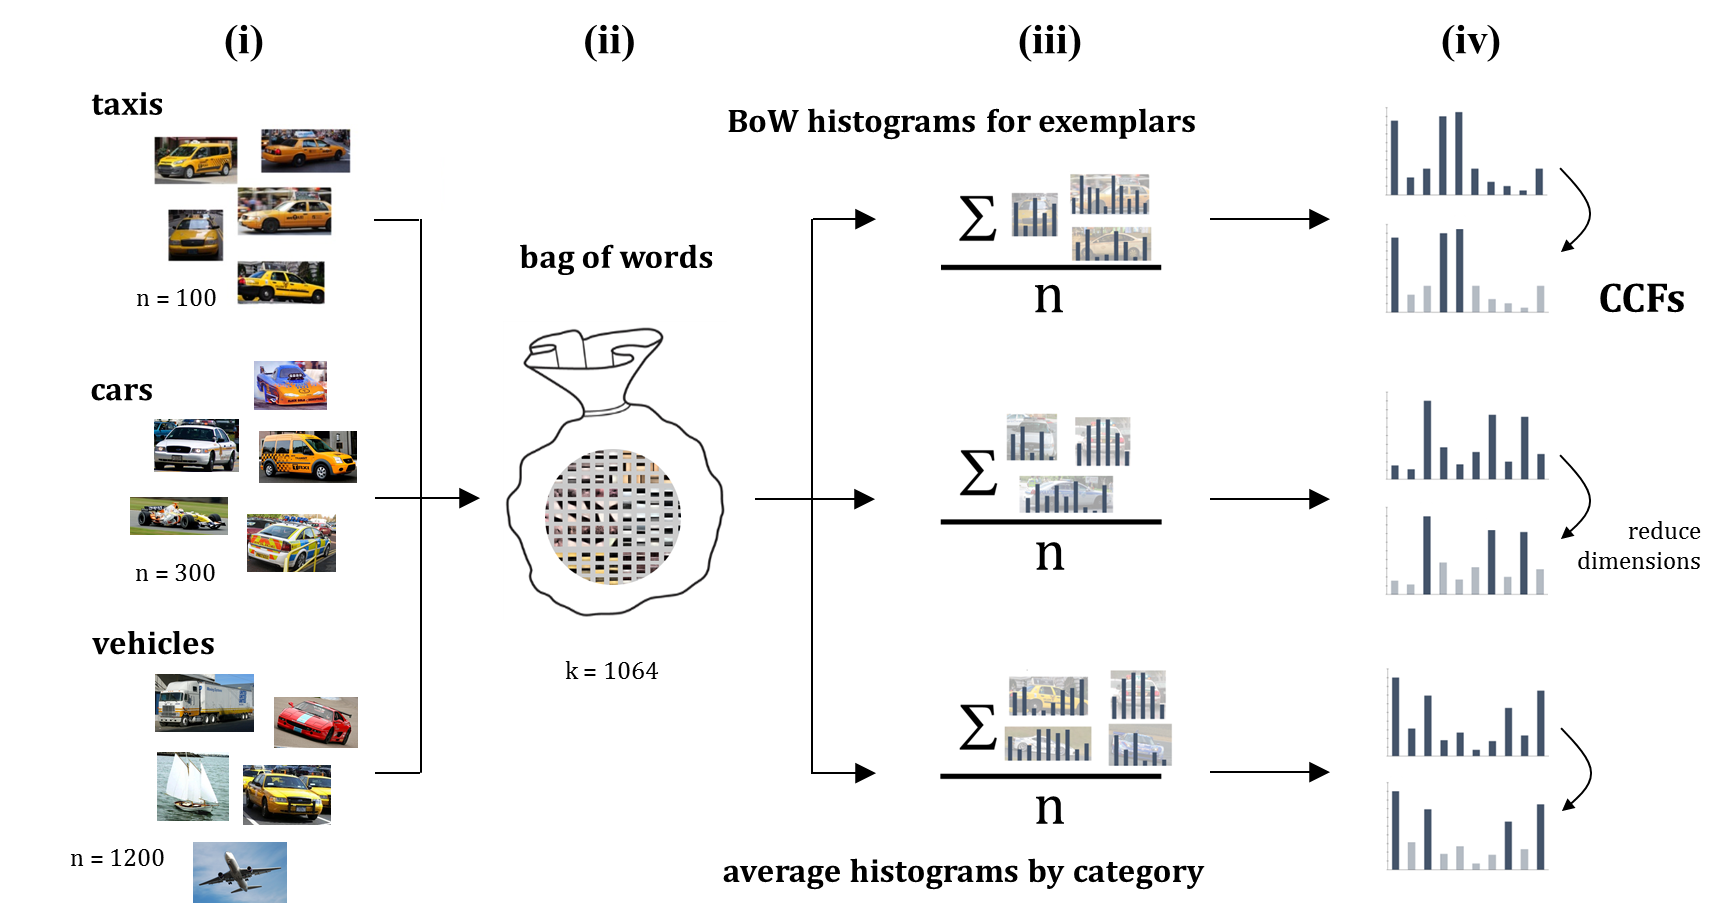 (i)
(ii)
(iii)
(iv)
taxis
n = 100
cars
n = 300
vehicles
n = 1200
bag of words
k = 1064
BoW histograms for exemplars
Σ
n
Σ
n
Σ
n
average histograms by category
CCFs
reduce
dimensions